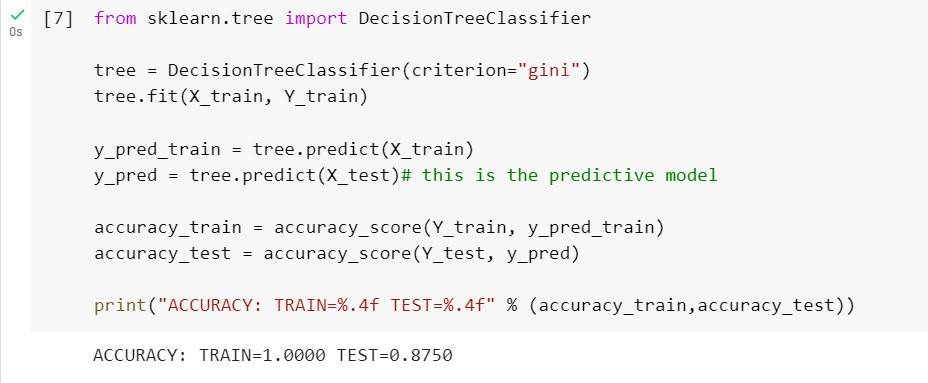 [7] from sklearn.tree import DecisionTreeClassifier
0s
tree = DecisionTreeClassifier(criterion="gini")
tree.fit(X_train, Y_train)
y_pred_train = tree.predict(X_train)
y_pred = tree.predict(X_test)# this is the predictive model
accuracy_train = accuracy_score(Y_train, y_pred_train)
accuracy_test = accuracy_score(Y_test, y_pred)
print("ACCURACY: TRAIN=%.4f TEST=%.4f" % (accuracy_train,accuracy_test))
ACCURACY: TRAIN=1.0000 TEST=0.8750